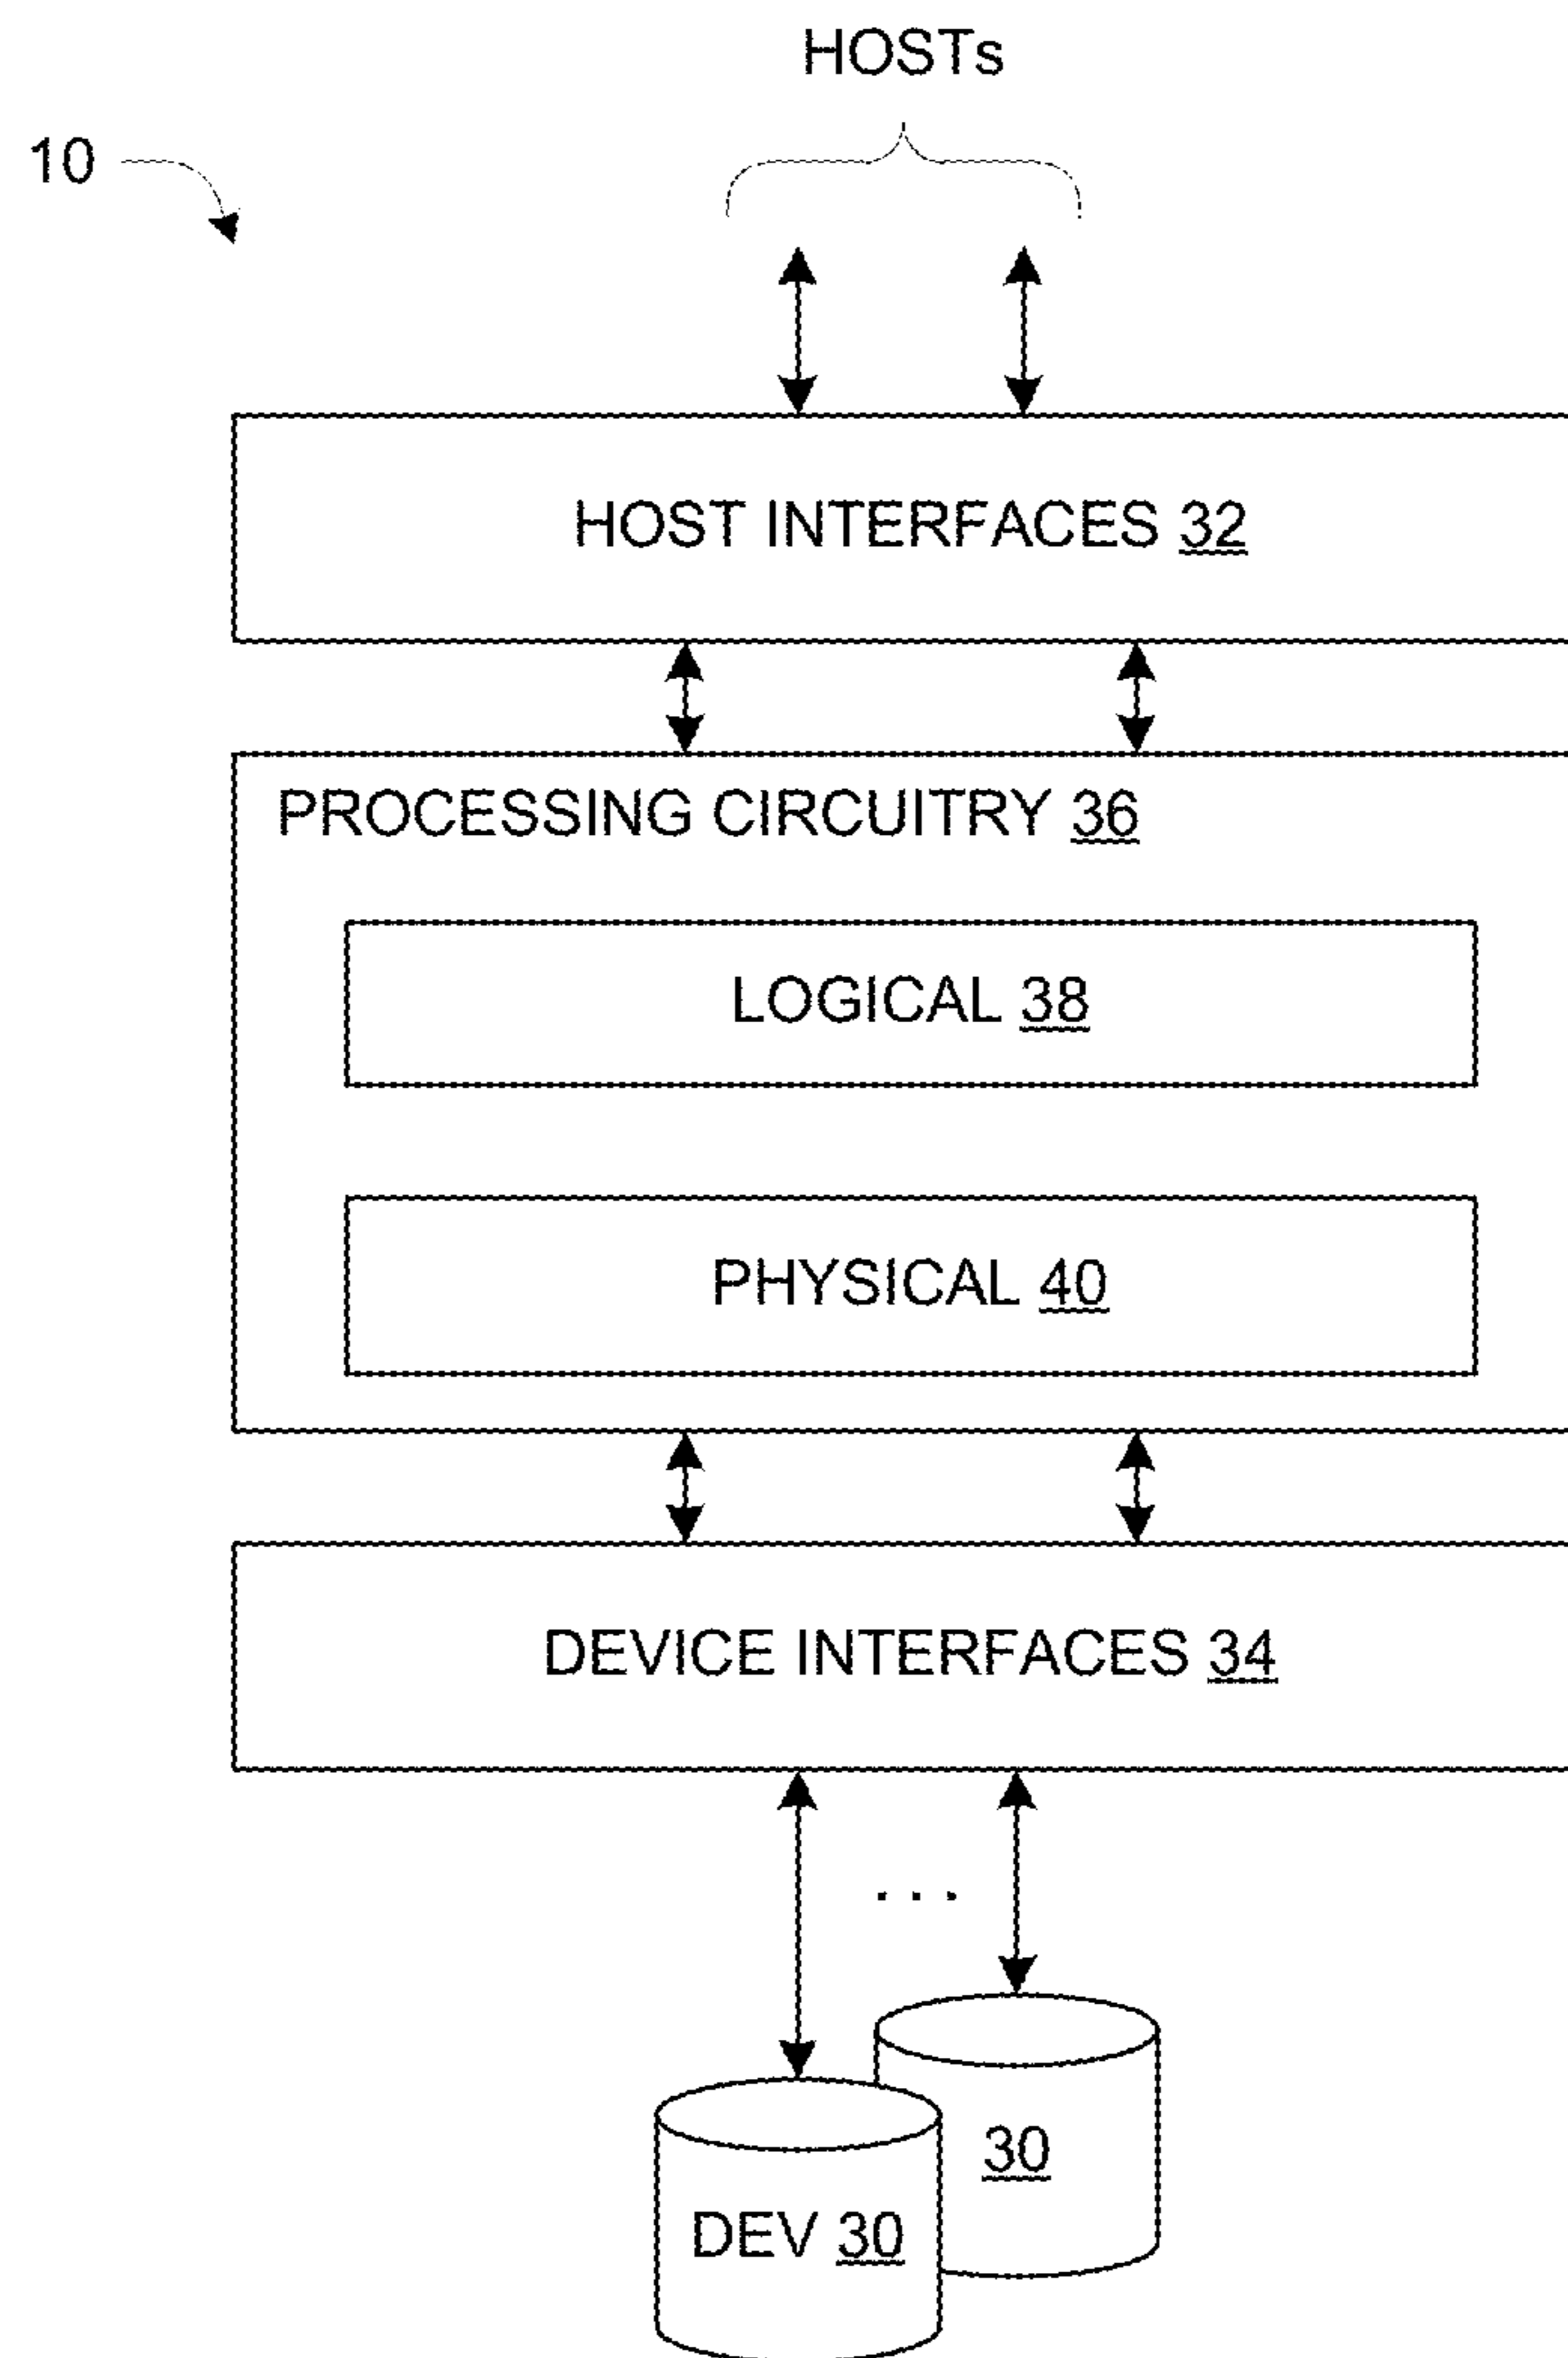 HOSTs
10
HOST INTERFACES 32
PROCESSING CIRCUITRY 36
LOGICAL 38
PHYSICAL 40
DEVICE INTERFACES 34
. . .
30
DEV 30